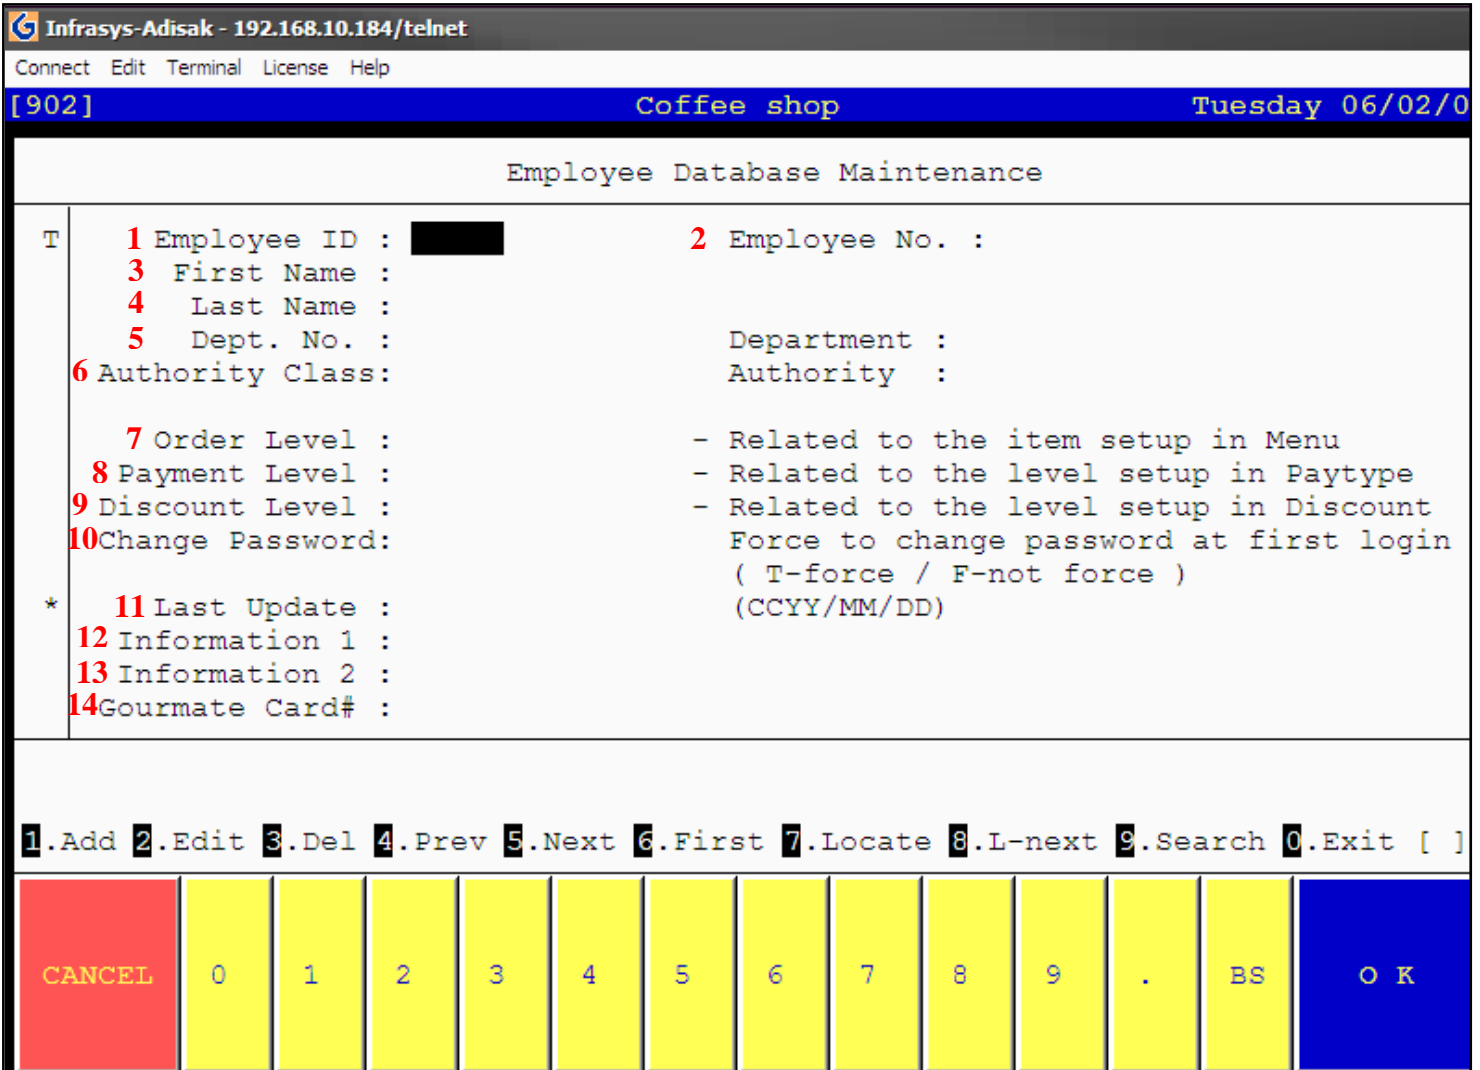 Infrasys-Adisak - 192.168.10.184/telnet
Connect Edit Terminal License Help
[902] Coffee shop Tuesday 06/02/0
Employee Database Maintenance
T 1 Employee ID : 2 Employee No. :
3 First Name :
4 Last Name :
5 Dept. No. : Department :
6 Authority Class: Authority :
7 Order Level : - Related to the item setup in Menu
8 Payment Level : - Related to the level setup in Paytype
9 Discount Level : - Related to the level setup in Discount
10 Change Password: Force to change password at first login
( T-force / F-not force )
* 11 Last Update : (CCYY/MM/DD)
12 Information 1 :
13 Information 2 :
14 Gourmate Card# :
1.Add 2.Edit 3.Del 4.Prev 5.Next 6.First 7.Locate 8.L-next 9.Search 0.Exit [ ]
CANCEL 0 1 2 3 4 5 6 7 8 9 . BS O K